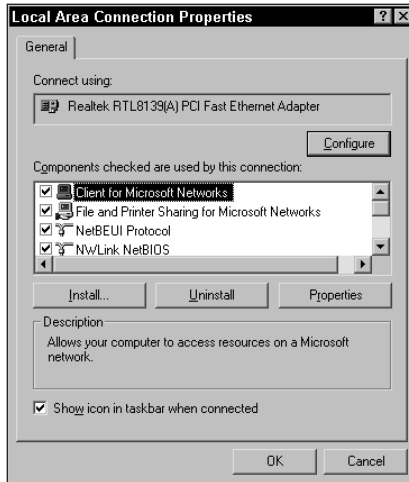 Local Area Connection Properties
General
Connect using:
Realtek RTL8139(A) PCI Fast Ethernet Adapter
Configure
Components checked are used by this connection:
Client for Microsoft Networks
File and Printer Sharing for Microsoft Networks
NetBEUI Protocol
NWLink NetBIOS
Install...
Uninstall
Properties
Description
Allows your computer to access resources on a Microsoft
network.
Show icon in taskbar when connected
OK
Cancel